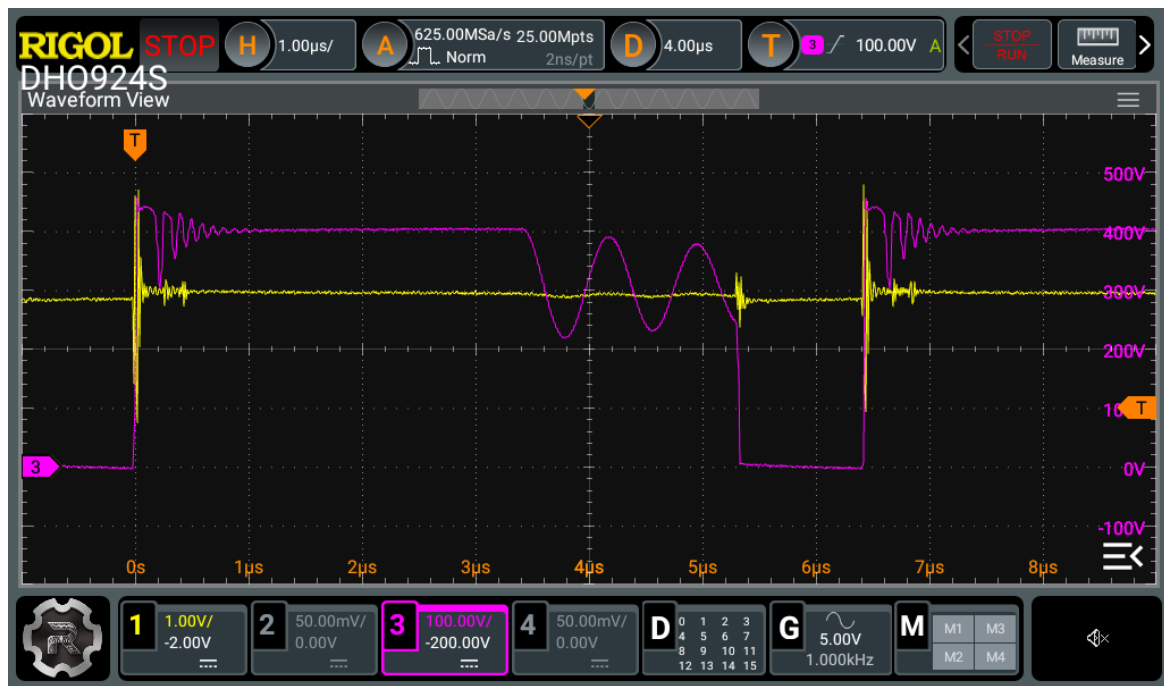 RIGOL STOP H 1.00µs/ A 625.00MSa/s 25.00Mpts D 4.00µs T 3 100.00V A < STOP >
Norm 2ns/pt RUN Measure
DHO924S
Waveform View
T
500V
400V
300V
200V
10 T
3 0V
-100V
0s 1µs 2µs 3µs 4µs 5µs 6µs 7µs 8µs
1 1.00V/ 2 50.00mV/ 3 100.00V/ 4 50.00mV/ D 0 1 2 3 G M M1 M3
-2.00V 0.00V -200.00V 0.00V 4 5 6 7 5.00V M2 M4
8 9 10 11 1.000kHz
12 13 14 15
R